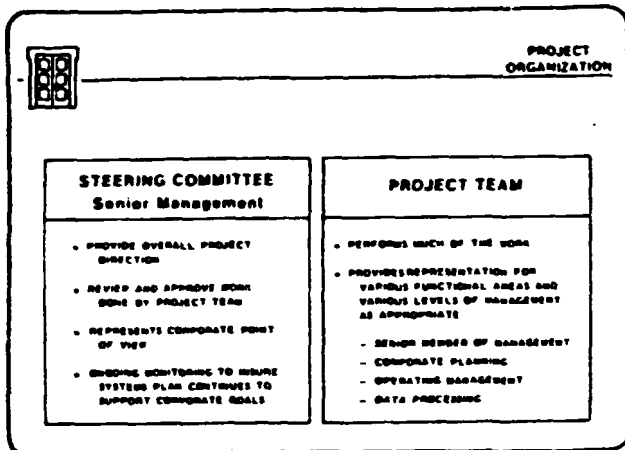 PROJECT
ORGANIZATION
STEERING COMMITTEE
Senior Management
• PROVIDE OVERALL PROJECT
DIRECTION
• REVIEW AND APPROVE WORK
DONE BY PROJECT TEAM
• REPRESENTS CORPORATE POINT
OF VIEW
• ONGOING MONITORING TO INSURE
SYSTEMS PLAN CONTINUES TO
SUPPORT CORPORATE GOALS
PROJECT TEAM
• PERFORMS MUCH OF THE WORK
• PROVIDES REPRESENTATION FOR
VARIOUS FUNCTIONAL AREAS AND
VARIOUS LEVELS OF MANAGEMENT
AS APPROPRIATE
– SENIOR MEMBER OF MANAGEMENT
– CORPORATE PLANNING
– OPERATING MANAGEMENT
– DATA PROCESSING